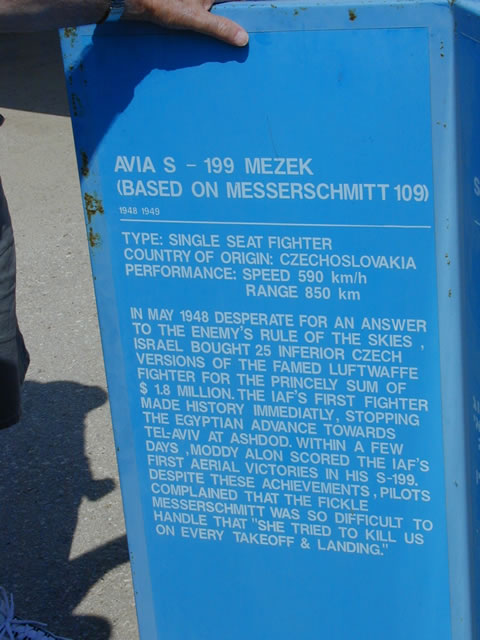 AVIA S - 199 MEZEK
(BASED ON MESSERSCHMITT 109)
1948 1949
TYPE: SINGLE SEAT FIGHTER
COUNTRY OF ORIGIN: CZECHOSLOVAKIA
PERFORMANCE: SPEED 590 km/h
RANGE 850 km
IN MAY 1948 DESPERATE FOR AN ANSWER
TO THE ENEMY'S RULE OF THE SKIES ,
ISRAEL BOUGHT 25 INFERIOR CZECH
VERSIONS OF THE FAMED LUFTWAFFE
FIGHTER FOR THE PRINCELY SUM OF
$ 1.8 MILLION. THE IAF'S FIRST FIGHTER
MADE HISTORY IMMEDIATLY, STOPPING
THE EGYPTIAN ADVANCE TOWARDS
TEL-AVIV AT ASHDOD. WITHIN A FEW
DAYS , MODDY ALON SCORED THE IAF'S
FIRST AERIAL VICTORIES IN HIS S-199.
DESPITE THESE ACHIEVEMENTS , PILOTS
COMPLAINED THAT THE FICKLE
MESSERSCHMITT WAS SO DIFFICULT TO
HANDLE THAT "SHE TRIED TO KILL US
ON EVERY TAKEOFF & LANDING."